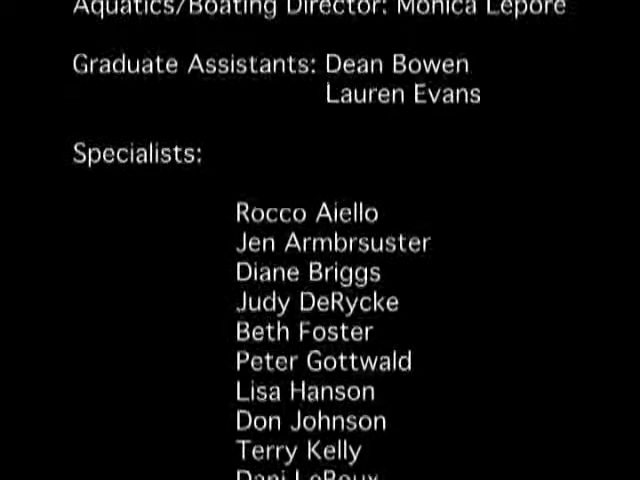 Aquatics/Boating Director: Monica Lepore
Graduate Assistants: Dean Bowen
Lauren Evans
Specialists:
Rocco Aiello
Jen Armbrsuster
Diane Briggs
Judy DeRycke
Beth Foster
Peter Gottwald
Lisa Hanson
Don Johnson
Terry Kelly
Dani LeRoux